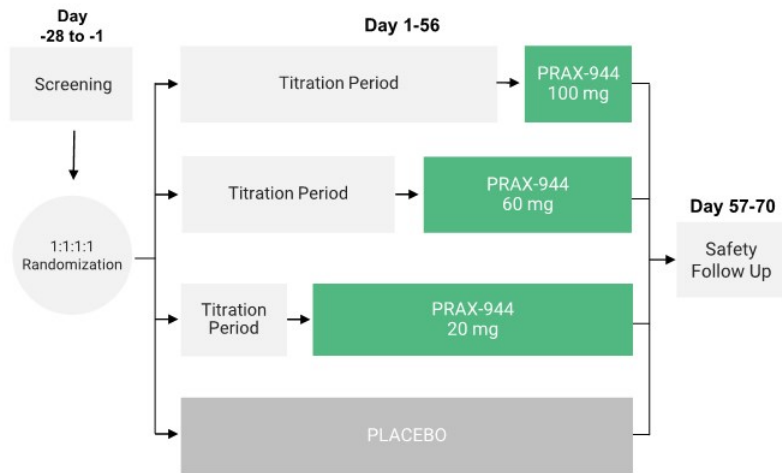 Day
-28 to -1
Day 1-56
Screening
Titration Period
PRAX-944
100 mg
Titration Period
PRAX-944
60 mg
Day 57-70
1:1:1:1
Randomization
Safety
Follow Up
Titration
Period
PRAX-944
20 mg
PLACEBO